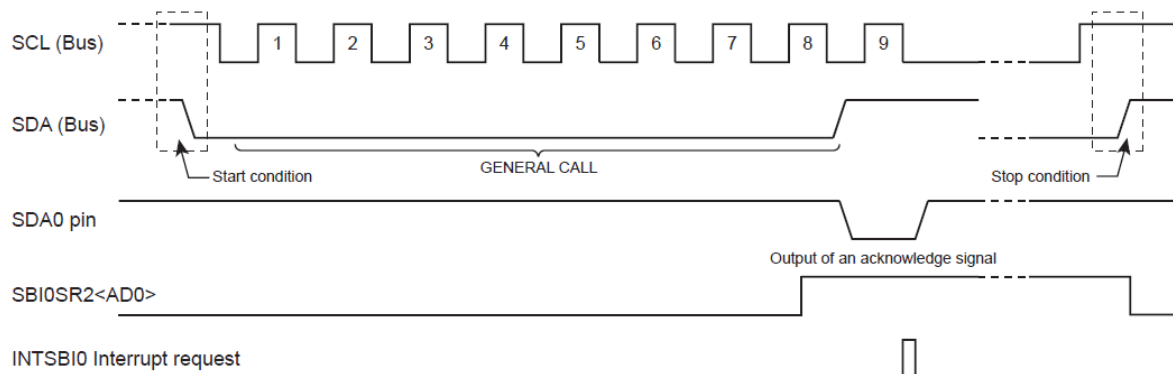 SCL (Bus)
1 2 3 4 5 6 7 8 9
SDA (Bus)
Start condition
GENERAL CALL
Stop condition
SDA0 pin
Output of an acknowledge signal
SBI0SR2<AD0>
INTSBI0 Interrupt request